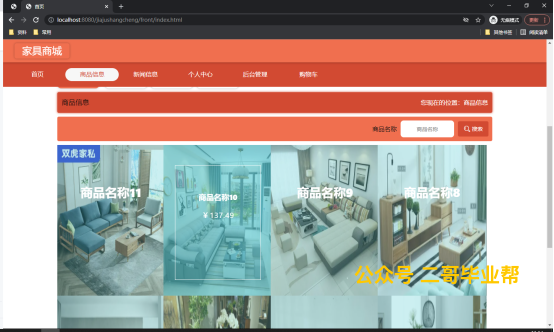 首页
localhost:8080/jiajushangcheng/front/index.html
无痕模式
更新
资料 常用
其他书签 阅读清单
家具商城
首页 商品信息 新闻信息 个人中心 后台管理 购物车
商品信息 您现在的位置：商品信息
商品名称 商品名称 搜索
双虎家私
商品名称11 商品名称10 商品名称9 商品名称8
¥ 137.49
公众号 二哥毕业帮